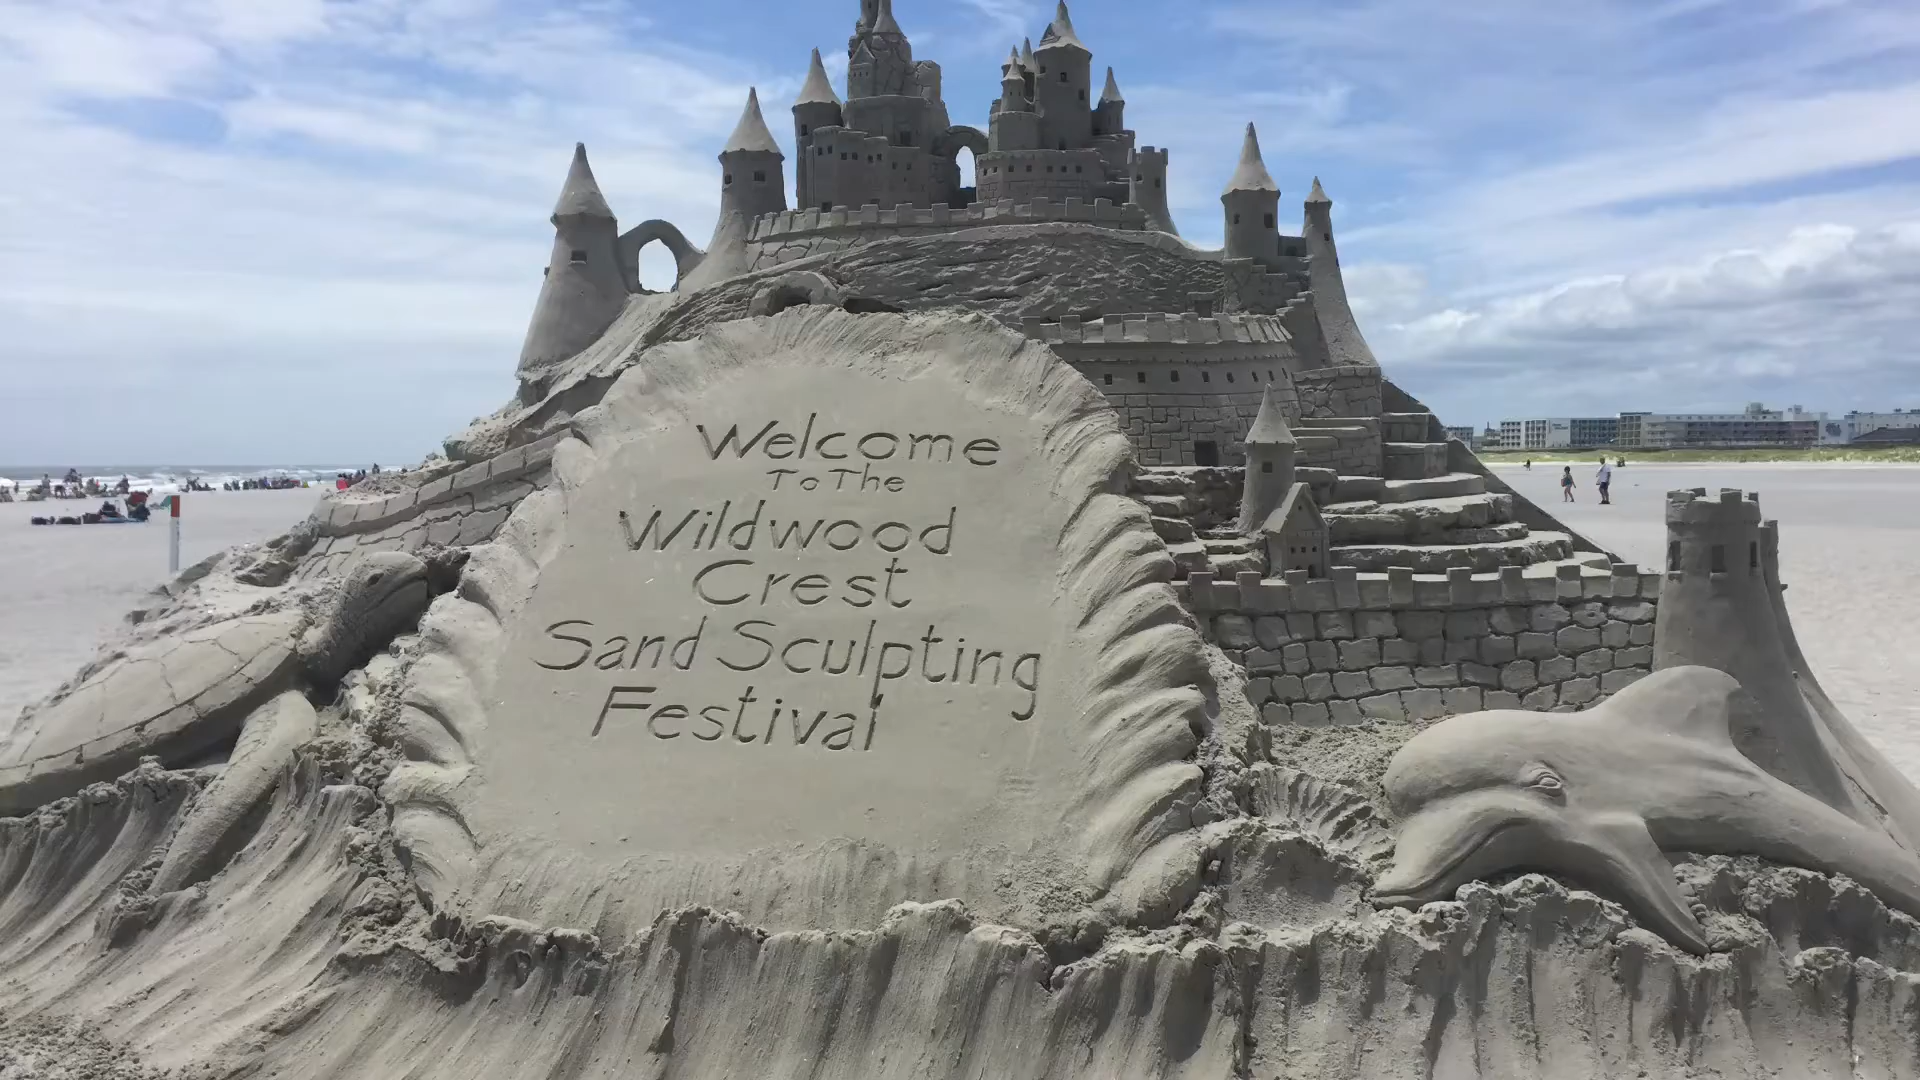 Welcome
To The
Wildwood
Crest
Sand Sculpting
Festival